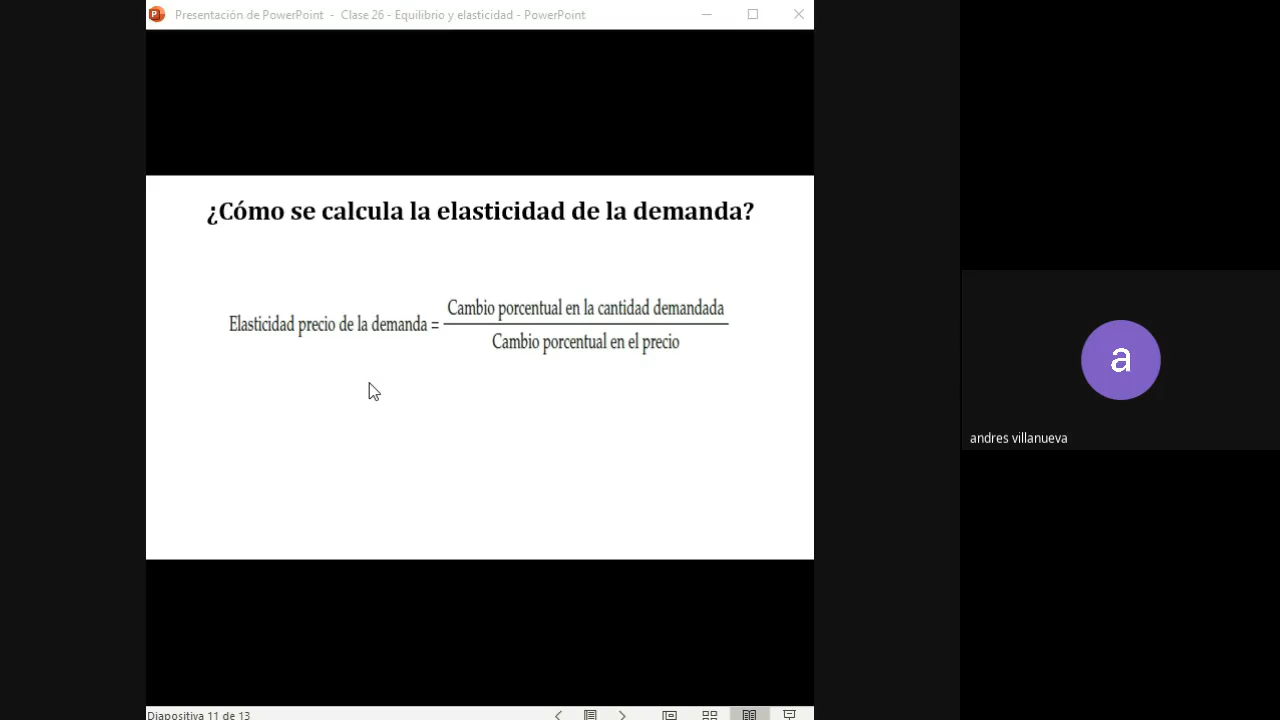 Presentación de PowerPoint - Clase 26 - Equilibrio y elasticidad - PowerPoint
¿Cómo se calcula la elasticidad de la demanda?
Elasticidad precio de la demanda = Cambio porcentual en la cantidad demandada
Cambio porcentual en el precio
a
andres villanueva
Diapositiva 11 de 13